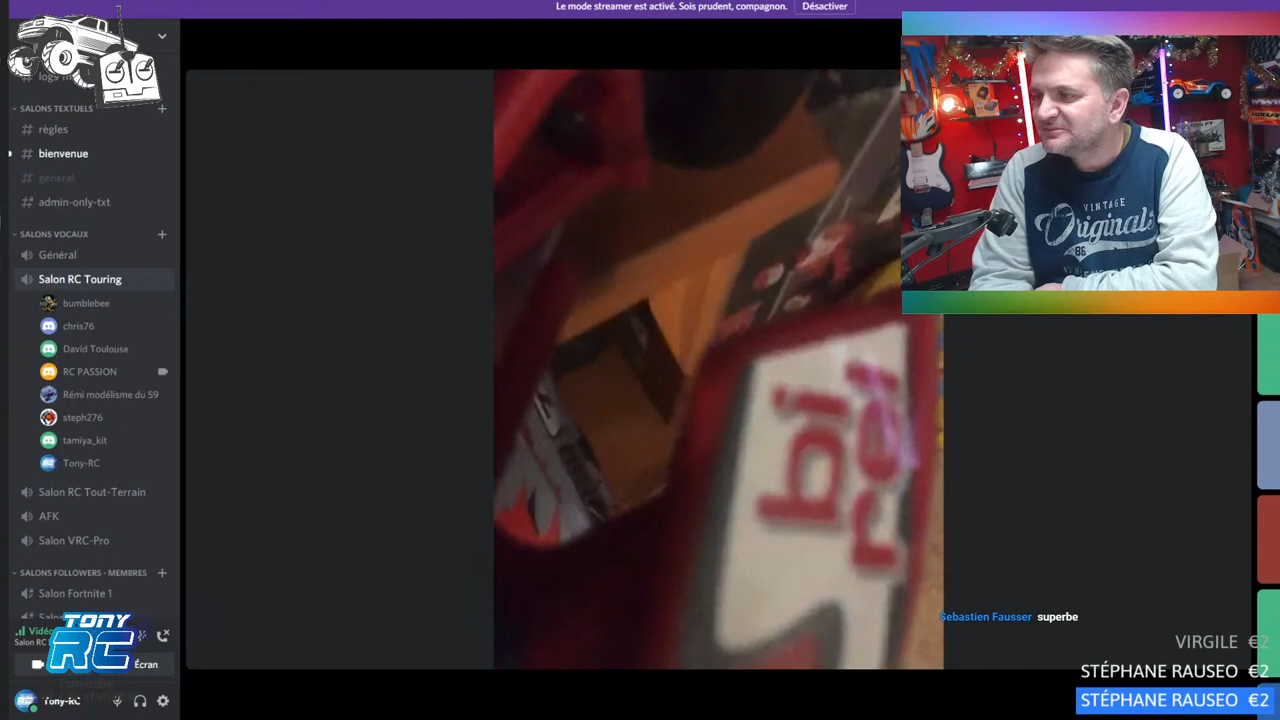 Le mode streamer est activé. Sois prudent, compagnon.
Désactiver
SALONS TEXTUELS
règles
bienvenue
general
admin-only-txt
SALONS VOCAUX
Général
Salon RC Touring
bumblebee
chris76
David Toulouse
RC PASSION
Rémi modélisme du 59
steph276
tamiya_kit
Tony-RC
Salon RC Tout-Terrain
AFK
Salon VRC-Pro
SALONS FOLLOWERS - MEMBRES
Salon Fortnite 1
TONY
RC
Écran
Tony-RC
VINTAGE
Originals
86
bi
rel
Sebastien Fausser superbe
VIRGILE €2
STÉPHANE RAUSEO €2
STÉPHANE RAUSEO €2